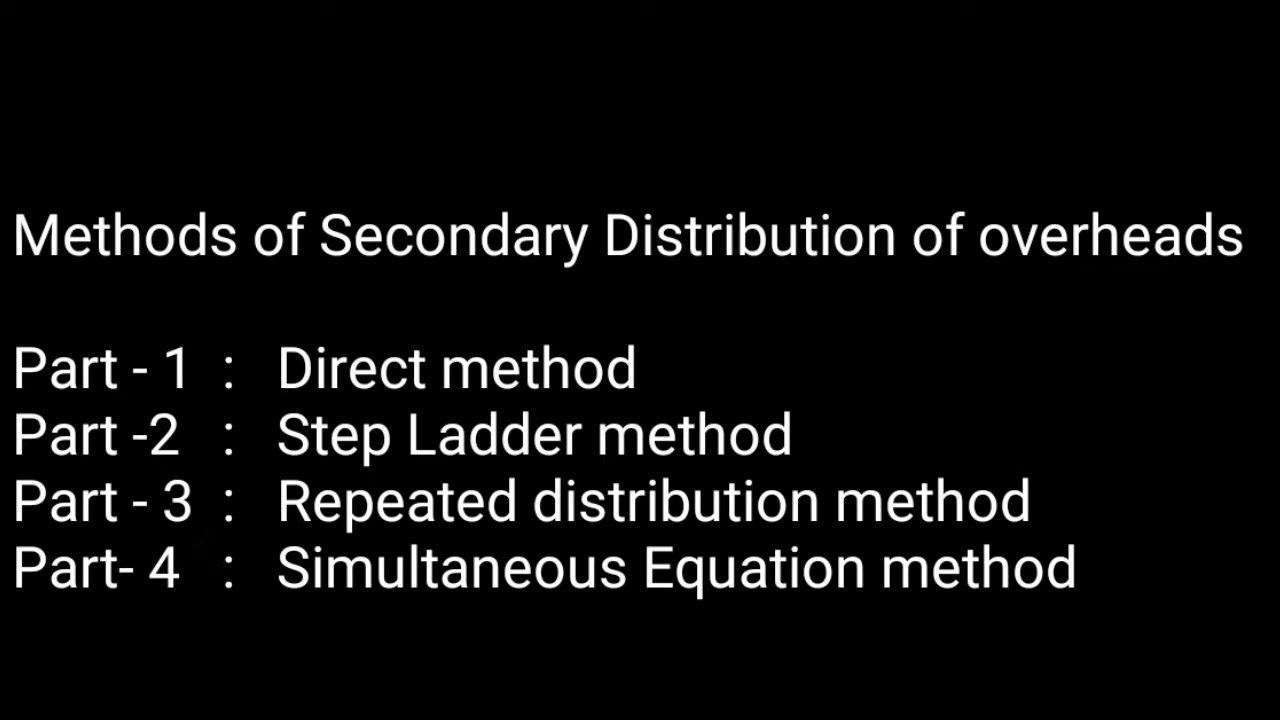 Methods of Secondary Distribution of overheads
Part - 1 : Direct method
Part -2 : Step Ladder method
Part - 3 : Repeated distribution method
Part- 4 : Simultaneous Equation method